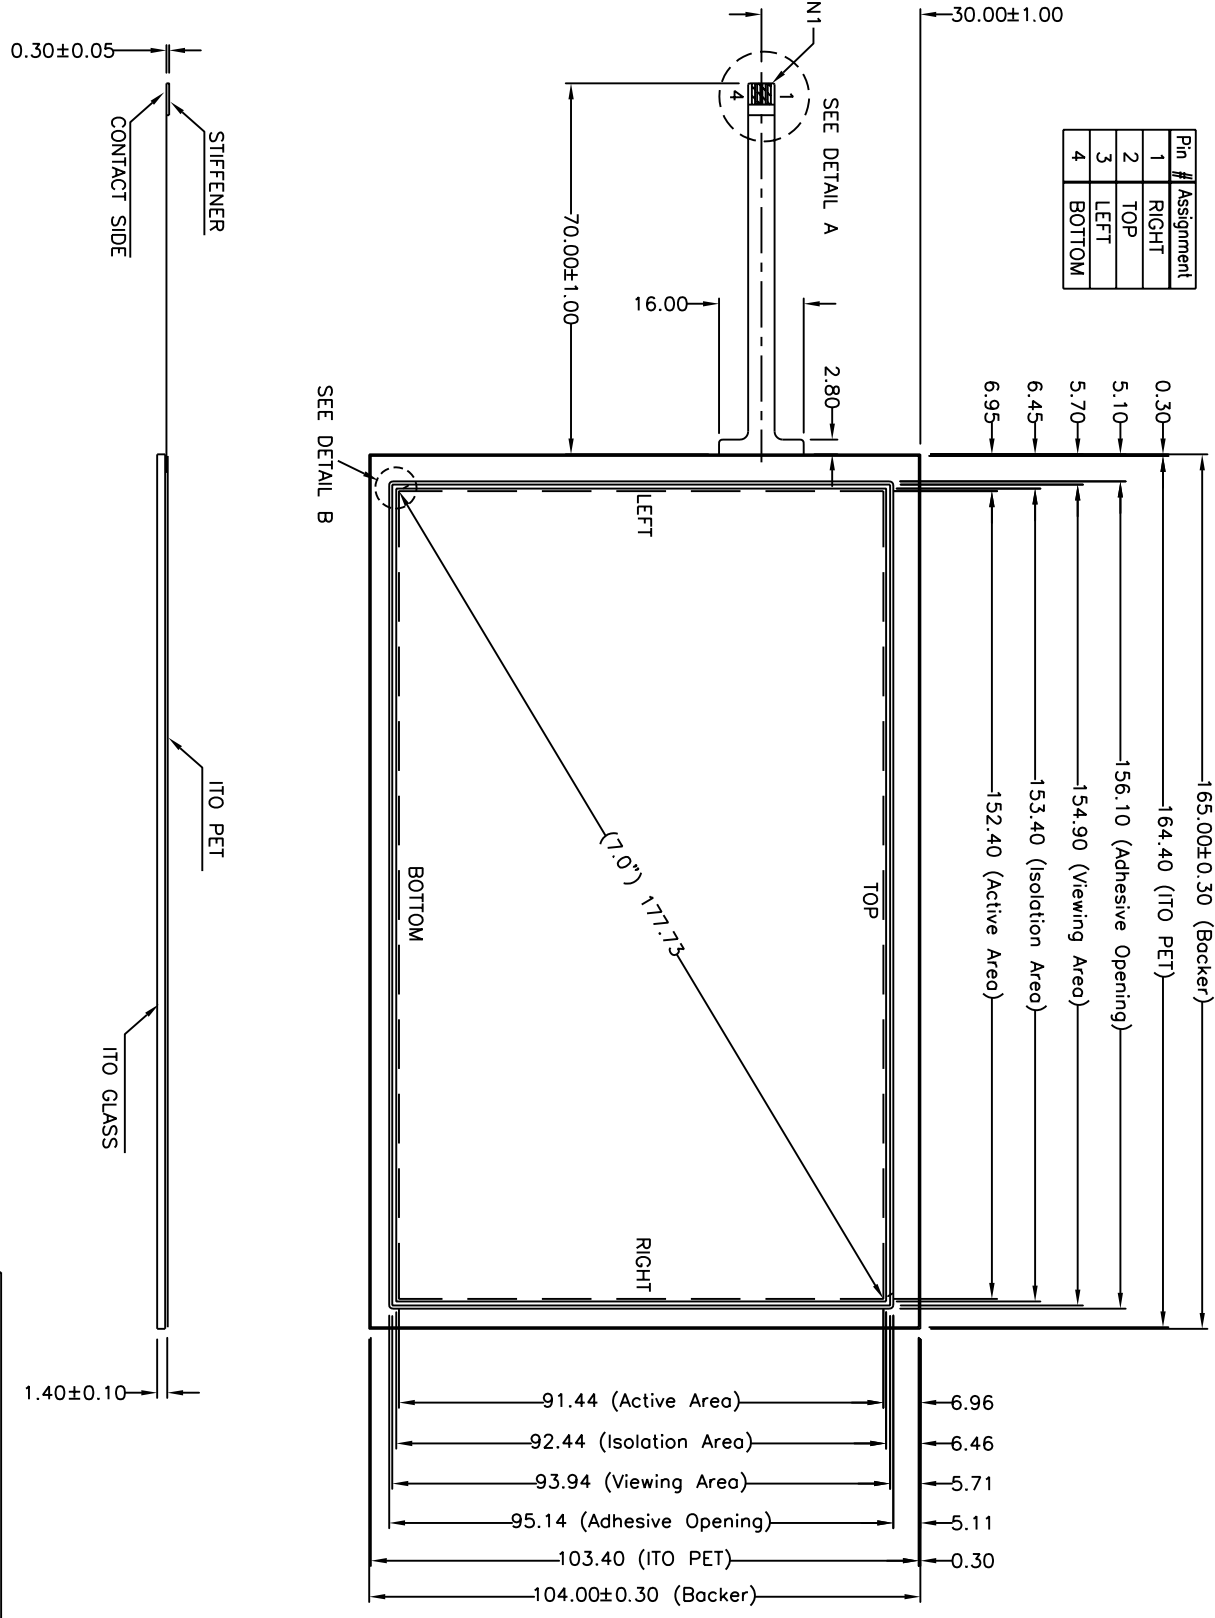 30.00±1.00
N1
0.30±0.05
1
4
SEE DETAIL A
STIFFENER
CONTACT SIDE
70.00±1.00
16.00
2.80
Pin # Assignment
1 RIGHT
2 TOP
3 LEFT
4 BOTTOM
0.30
5.10
5.70
6.45
6.95
165.00±0.30 (Backer)
164.40 (ITO PET)
156.10 (Adhesive Opening)
154.90 (Viewing Area)
153.40 (Isolation Area)
152.40 (Active Area)
SEE DETAIL B
LEFT
TOP
BOTTOM
RIGHT
(7.0") 177.73
ITO PET
ITO GLASS
1.40±0.10
91.44 (Active Area)
6.96
92.44 (Isolation Area)
6.46
93.94 (Viewing Area)
5.71
95.14 (Adhesive Opening)
5.11
103.40 (ITO PET)
0.30
104.00±0.30 (Backer)